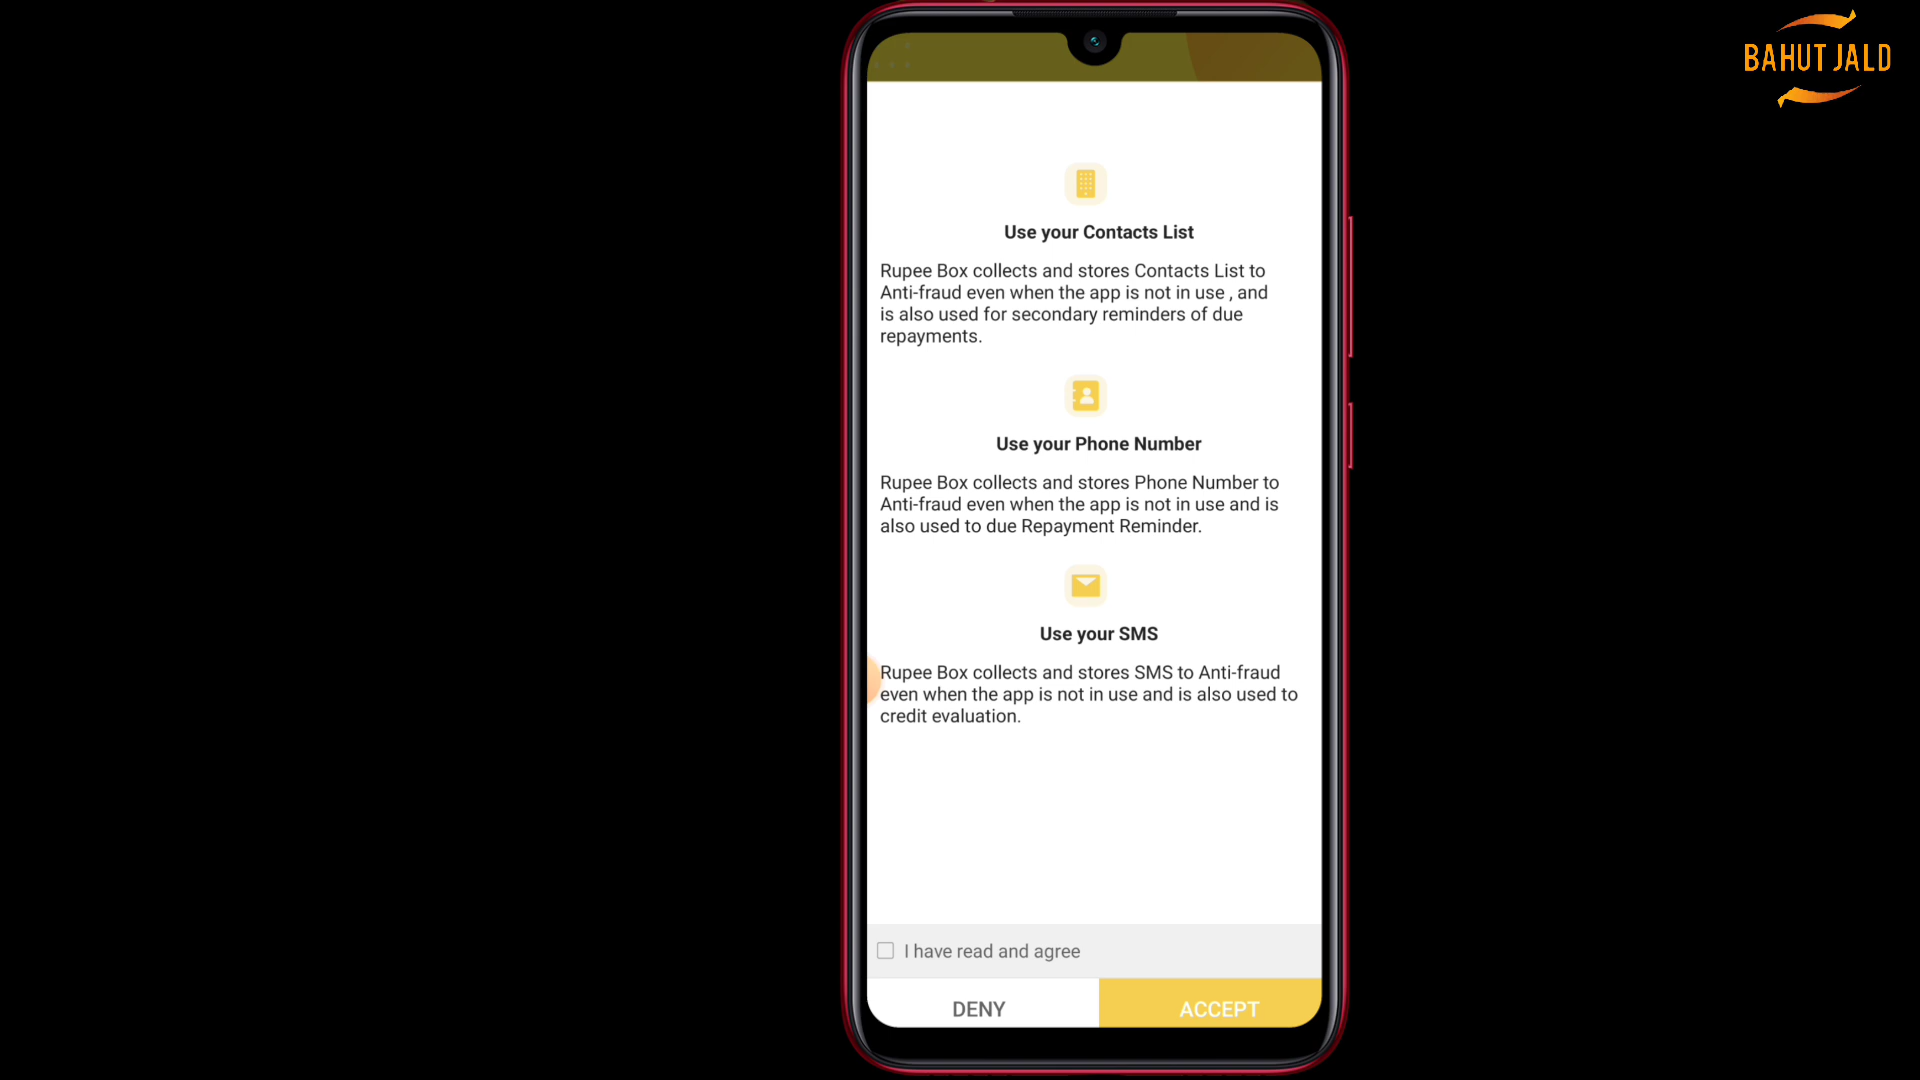 BAHUT JALD
Use your Contacts List
Rupee Box collects and stores Contacts List to
Anti-fraud even when the app is not in use , and
is also used for secondary reminders of due
repayments.
Use your Phone Number
Rupee Box collects and stores Phone Number to
Anti-fraud even when the app is not in use and is
also used to due Repayment Reminder.
Use your SMS
Rupee Box collects and stores SMS to Anti-fraud
even when the app is not in use and is also used to
credit evaluation.
I have read and agree
DENY
ACCEPT